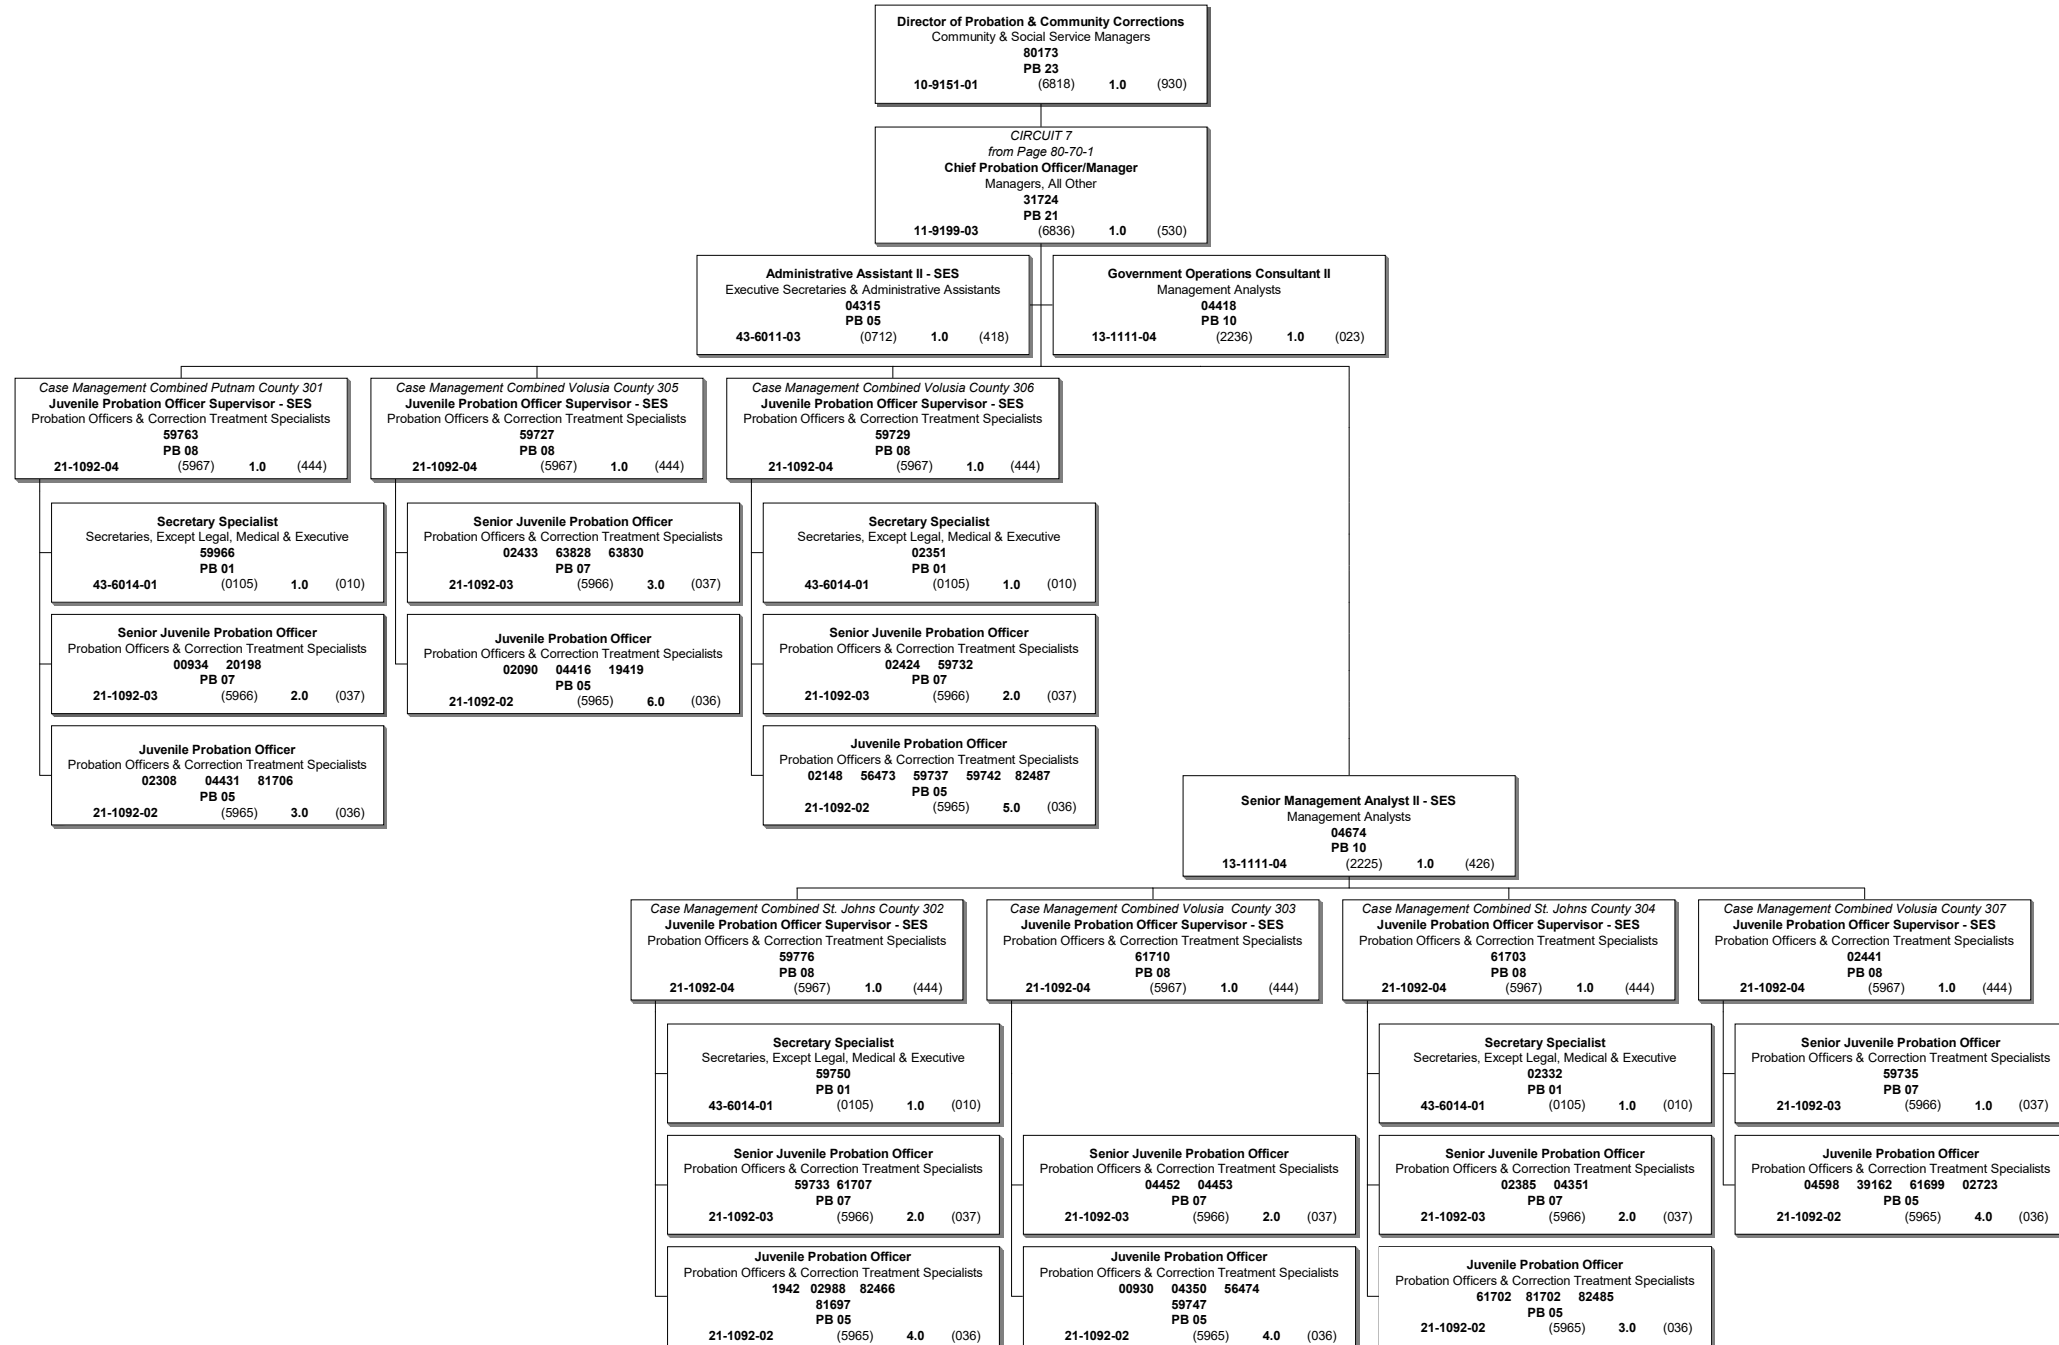 Director of Probation & Community Corrections
Community & Social Service Managers
80173
PB 23
10-9151-01 (6818) 1.0 (930)
CIRCUIT 7
from Page 80-70-1
Chief Probation Officer/Manager
Managers, All Other
31724
PB 21
11-9199-03 (6836) 1.0 (530)
Administrative Assistant II - SES
Executive Secretaries & Administrative Assistants
04315
PB 05
43-6011-03 (0712) 1.0 (418)
Government Operations Consultant II
Management Analysts
04418
PB 10
13-1111-04 (2236) 1.0 (023)
Case Management Combined Putnam County 301
Juvenile Probation Officer Supervisor - SES
Probation Officers & Correction Treatment Specialists
59763
PB 08
21-1092-04 (5967) 1.0 (444)
Secretary Specialist
Secretaries, Except Legal, Medical & Executive
59966
PB 01
43-6014-01 (0105) 1.0 (010)
Senior Juvenile Probation Officer
Probation Officers & Correction Treatment Specialists
00934 20198
PB 07
21-1092-03 (5966) 2.0 (037)
Juvenile Probation Officer
Probation Officers & Correction Treatment Specialists
02308 04431 81706
PB 05
21-1092-02 (5965) 3.0 (036)
Case Management Combined Volusia County 305
Juvenile Probation Officer Supervisor - SES
Probation Officers & Correction Treatment Specialists
59727
PB 08
21-1092-04 (5967) 1.0 (444)
Senior Juvenile Probation Officer
Probation Officers & Correction Treatment Specialists
02433 63828 63830
PB 07
21-1092-03 (5966) 3.0 (037)
Juvenile Probation Officer
Probation Officers & Correction Treatment Specialists
02090 04416 19419
PB 05
21-1092-02 (5965) 6.0 (036)
Case Management Combined Volusia County 306
Juvenile Probation Officer Supervisor - SES
Probation Officers & Correction Treatment Specialists
59729
PB 08
21-1092-04 (5967) 1.0 (444)
Secretary Specialist
Secretaries, Except Legal, Medical & Executive
02351
PB 01
43-6014-01 (0105) 1.0 (010)
Senior Juvenile Probation Officer
Probation Officers & Correction Treatment Specialists
02424 59732
PB 07
21-1092-03 (5966) 2.0 (037)
Juvenile Probation Officer
Probation Officers & Correction Treatment Specialists
02148 56473 59737 59742 82487
PB 05
21-1092-02 (5965) 5.0 (036)
Senior Management Analyst II - SES
Management Analysts
04674
PB 10
13-1111-04 (2225) 1.0 (426)
Case Management Combined St. Johns County 302
Juvenile Probation Officer Supervisor - SES
Probation Officers & Correction Treatment Specialists
59776
PB 08
21-1092-04 (5967) 1.0 (444)
Secretary Specialist
Secretaries, Except Legal, Medical & Executive
59750
PB 01
43-6014-01 (0105) 1.0 (010)
Senior Juvenile Probation Officer
Probation Officers & Correction Treatment Specialists
59733 61707
PB 07
21-1092-03 (5966) 2.0 (037)
Juvenile Probation Officer
Probation Officers & Correction Treatment Specialists
1942 02988 82466
81697
PB 05
21-1092-02 (5965) 4.0 (036)
Case Management Combined Volusia County 303
Juvenile Probation Officer Supervisor - SES
Probation Officers & Correction Treatment Specialists
61710
PB 08
21-1092-04 (5967) 1.0 (444)
Senior Juvenile Probation Officer
Probation Officers & Correction Treatment Specialists
04452 04453
PB 07
21-1092-03 (5966) 2.0 (037)
Juvenile Probation Officer
Probation Officers & Correction Treatment Specialists
00930 04350 56474
59747
PB 05
21-1092-02 (5965) 4.0 (036)
Case Management Combined St. Johns County 304
Juvenile Probation Officer Supervisor - SES
Probation Officers & Correction Treatment Specialists
61703
PB 08
21-1092-04 (5967) 1.0 (444)
Secretary Specialist
Secretaries, Except Legal, Medical & Executive
02332
PB 01
43-6014-01 (0105) 1.0 (010)
Senior Juvenile Probation Officer
Probation Officers & Correction Treatment Specialists
02385 04351
PB 07
21-1092-03 (5966) 2.0 (037)
Juvenile Probation Officer
Probation Officers & Correction Treatment Specialists
61702 81702 82485
PB 05
21-1092-02 (5965) 3.0 (036)
Case Management Combined Volusia County 307
Juvenile Probation Officer Supervisor - SES
Probation Officers & Correction Treatment Specialists
02441
PB 08
21-1092-04 (5967) 1.0 (444)
Senior Juvenile Probation Officer
Probation Officers & Correction Treatment Specialists
59735
PB 07
21-1092-03 (5966) 1.0 (037)
Juvenile Probation Officer
Probation Officers & Correction Treatment Specialists
04598 39162 61699 02723
PB 05
21-1092-02 (5965) 4.0 (036)